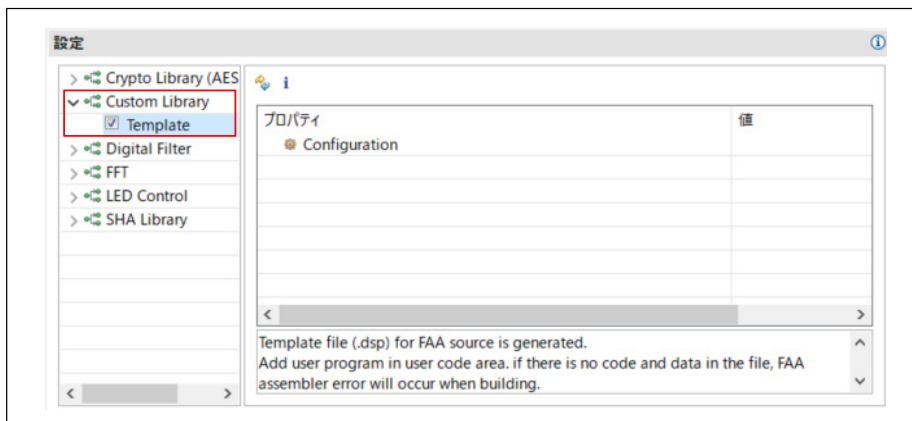 設定
Crypto Library (AES
Custom Library
Template
Digital Filter
FFT
LED Control
SHA Library
プロパティ 値
Configuration
Template file (.dsp) for FAA source is generated.
Add user program in user code area. if there is no code and data in the file, FAA
assembler error will occur when building.